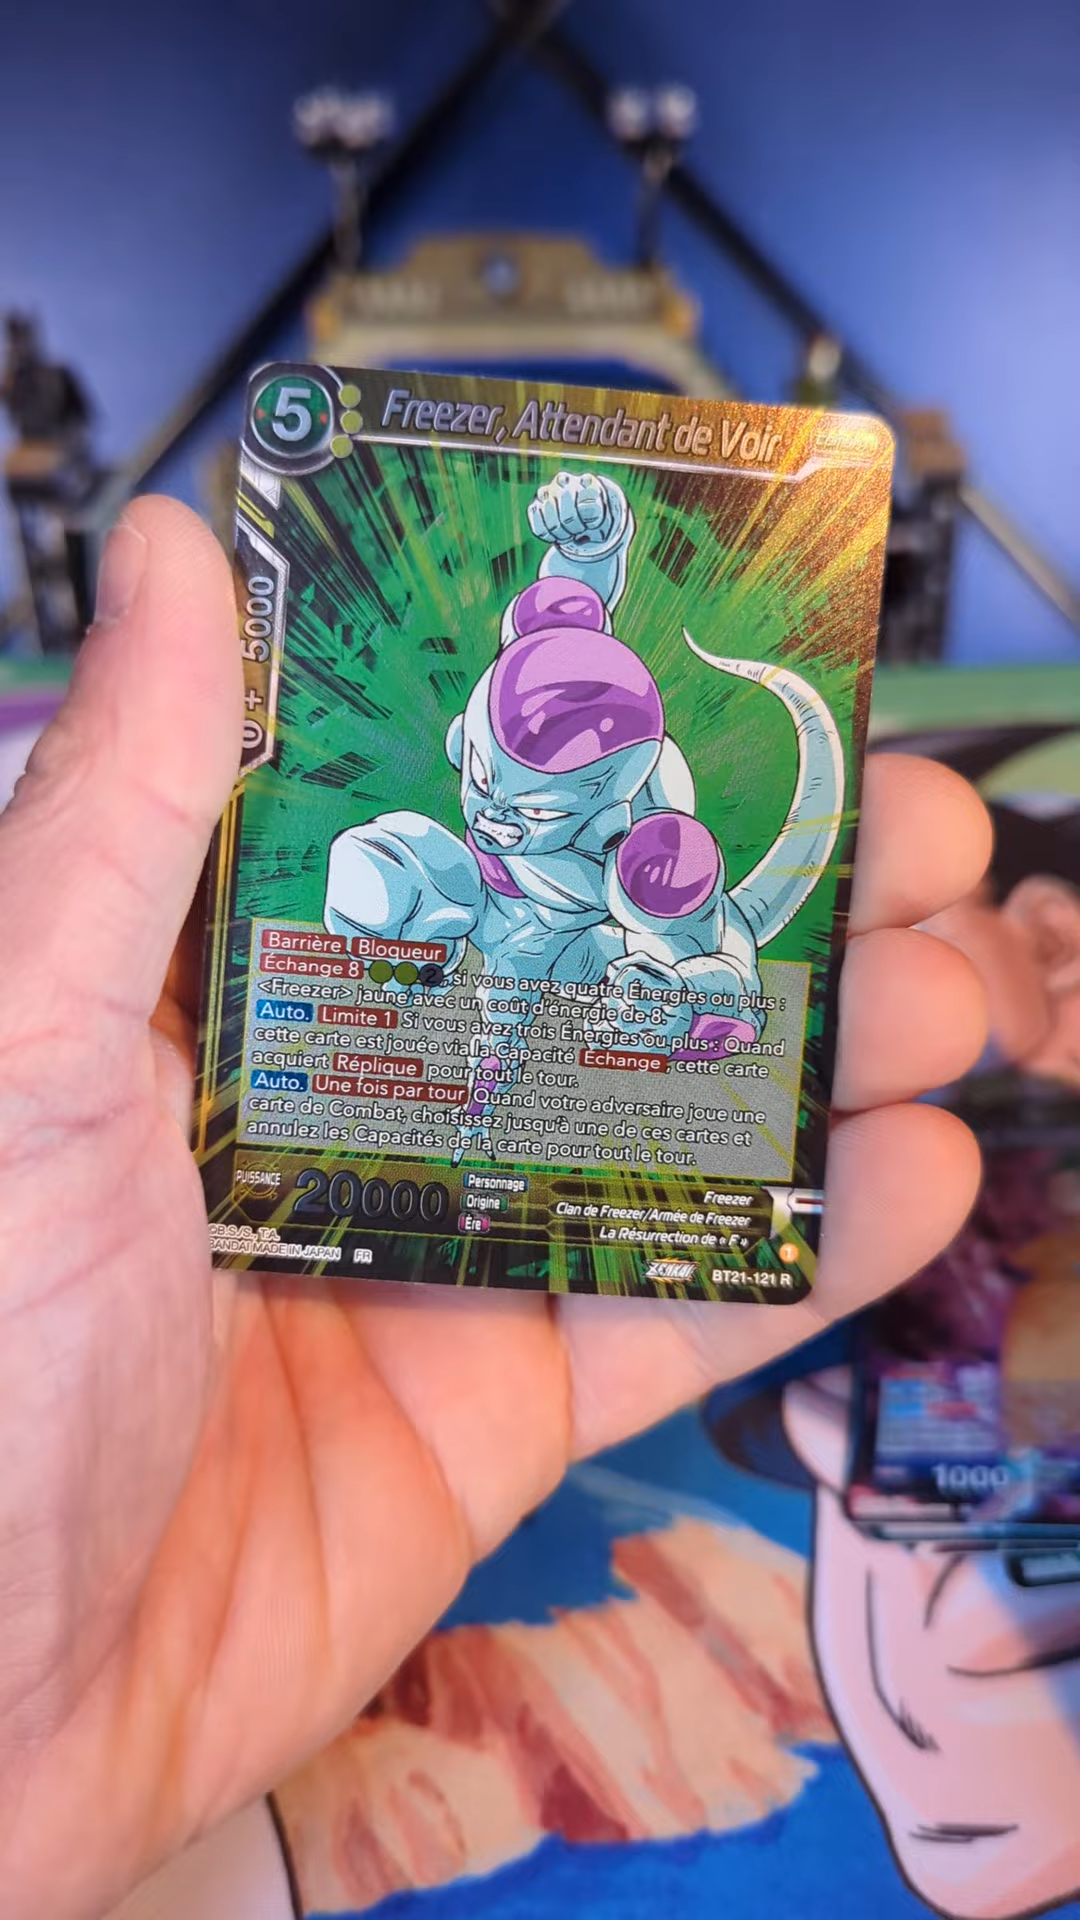 5
Freezer, Attendant de Voir
0 + 5000
Barrière Bloqueur
Échange 8 2, si vous avez quatre Énergies ou plus :
<Freezer> jaune avec un coût d'énergie de 8.
Auto. Limite 1 Si vous avez trois Énergies ou plus : Quand
cette carte est jouée via la Capacité Échange, cette carte
acquiert Réplique pour tout le tour.
Auto. Une fois par tour Quand votre adversaire joue une
carte de Combat, choisissez jusqu'à une de ces cartes et
annulez les Capacités de la carte pour tout le tour.
PUISSANCE
20000
Personnage Freezer
Origine Clan de Freezer/Armée de Freezer
Ère La Résurrection de « F »
©B.S./S., T.A.
BANDAI MADE IN JAPAN FR
ZENKAI
1
BT21-121 R
1000